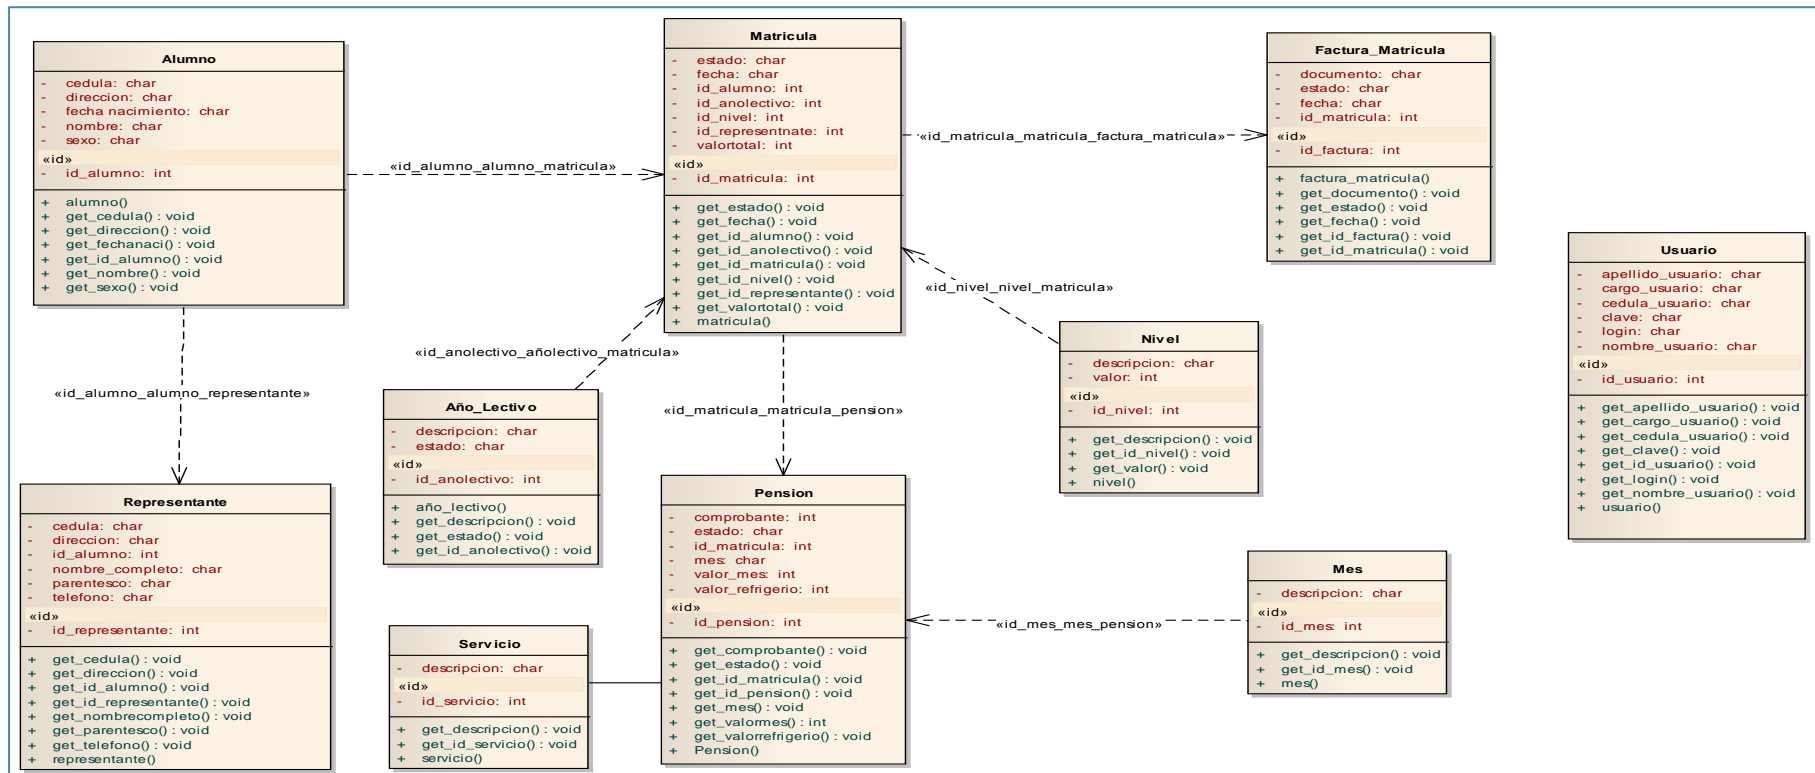 Alumno
- cedula: char
- direccion: char
- fecha nacimiento: char
- nombre: char
- sexo: char
«id»
- id_alumno: int
+ alumno()
+ get_cedula() : void
+ get_direccion() : void
+ get_fechanaci() : void
+ get_id_alumno() : void
+ get_nombre() : void
+ get_sexo() : void
«id_alumno_alumno_matricula»
Matricula
- estado: char
- fecha: char
- id_alumno: int
- id_anolectivo: int
- id_nivel: int
- id_representnate: int
- valortotal: int
«id»
- id_matricula: int
+ get_estado() : void
+ get_fecha() : void
+ get_id_alumno() : void
+ get_id_anolectivo() : void
+ get_id_matricula() : void
+ get_id_nivel() : void
+ get_id_representante() : void
+ get_valortotal() : void
+ matricula()
«id_matricula_matricula_factura_matricula»
Factura_Matricula
- documento: char
- estado: char
- fecha: char
- id_matricula: int
«id»
- id_factura: int
+ factura_matricula()
+ get_documento() : void
+ get_estado() : void
+ get_fecha() : void
+ get_id_factura() : void
+ get_id_matricula() : void
Usuario
- apellido_usuario: char
- cargo_usuario: char
- cedula_usuario: char
- clave: char
- login: char
- nombre_usuario: char
«id»
- id_usuario: int
+ get_apellido_usuario() : void
+ get_cargo_usuario() : void
+ get_cedula_usuario() : void
+ get_clave() : void
+ get_id_usuario() : void
+ get_login() : void
+ get_nombre_usuario() : void
+ usuario()
«id_nivel_nivel_matricula»
Nivel
- descripcion: char
- valor: int
«id»
- id_nivel: int
+ get_descripcion() : void
+ get_id_nivel() : void
+ get_valor() : void
+ nivel()
«id_anolectivo_añolectivo_matricula»
«id_alumno_alumno_representante»
«id_matricula_matricula_pension»
Año_Lectivo
- descripcion: char
- estado: char
«id»
- id_anolectivo: int
+ año_lectivo()
+ get_descripcion() : void
+ get_estado() : void
+ get_id_anolectivo() : void
Representante
- cedula: char
- direccion: char
- id_alumno: int
- nombre_completo: char
- parentesco: char
- telefono: char
«id»
- id_representante: int
+ get_cedula() : void
+ get_direccion() : void
+ get_id_alumno() : void
+ get_id_representante() : void
+ get_nombrecompleto() : void
+ get_parentesco() : void
+ get_telefono() : void
+ representante()
Servicio
- descripcion: char
«id»
- id_servicio: int
+ get_descripcion() : void
+ get_id_servicio() : void
+ servicio()
Pension
- comprobante: int
- estado: char
- id_matricula: int
- mes: char
- valor_mes: int
- valor_refrigerio: int
«id»
- id_pension: int
+ get_comprobante() : void
+ get_estado() : void
+ get_id_matricula() : void
+ get_id_pension() : void
+ get_mes() : void
+ get_valormes() : int
+ get_valorrefrigerio() : void
+ Pension()
«id_mes_mes_pension»
Mes
- descripcion: char
«id»
- id_mes: int
+ get_descripcion() : void
+ get_id_mes() : void
+ mes()